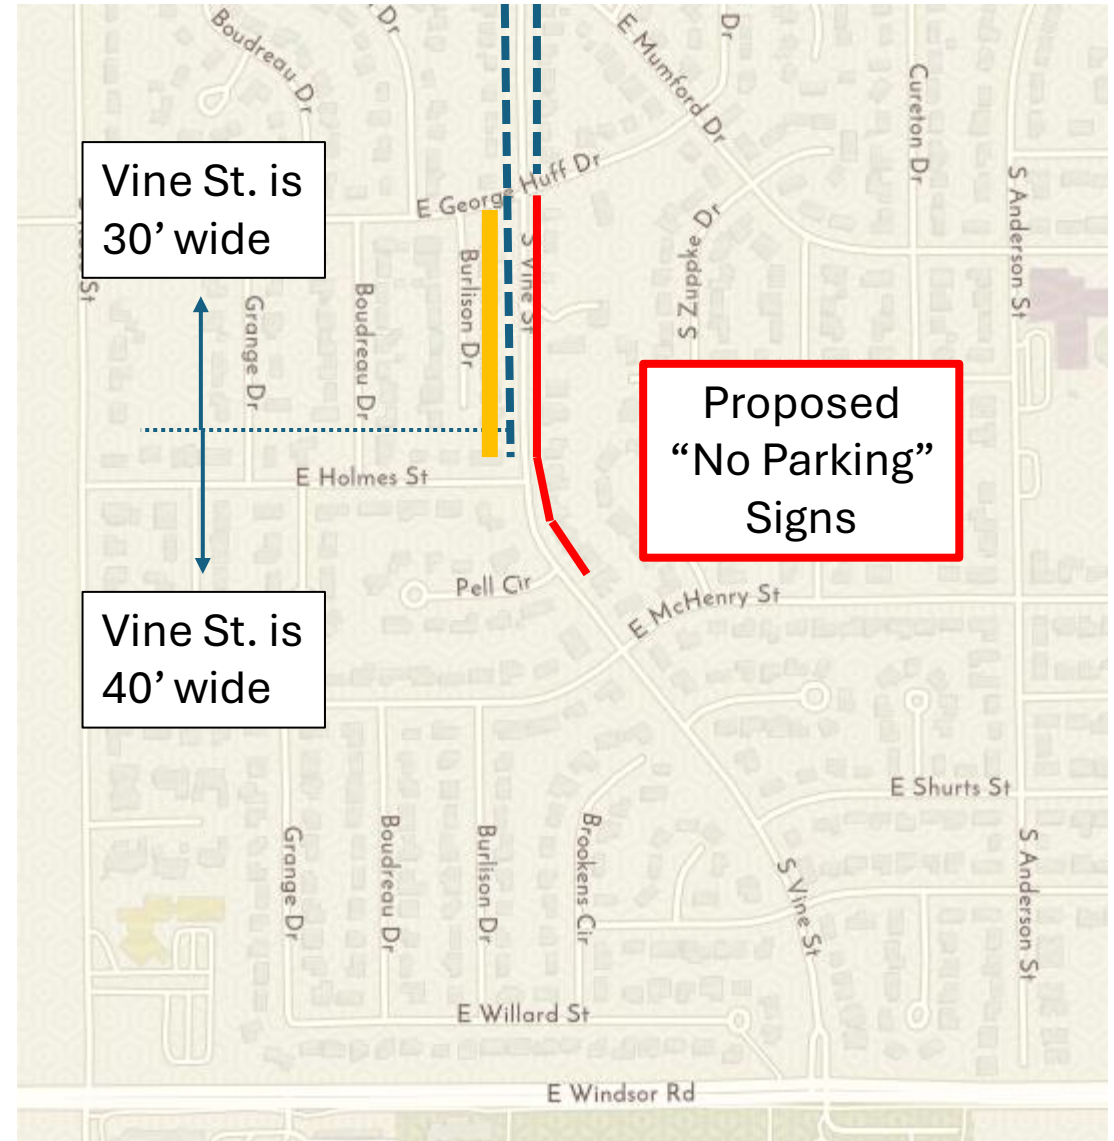 Boudreau Dr
Dr
E Mumford Dr
Dr
Cureton Dr
S Anderson St
Vine St. is
30’ wide
E George Huff Dr
S Vine St
Burlison Dr
S Zuppke Dr
St
Grange Dr
Boudreau Dr
Proposed
“No Parking”
Signs
E Holmes St
Pell Cir
E McHenry St
Vine St. is
40’ wide
E Shurts St
Grange Dr
Boudreau Dr
Burlison Dr
Brookens Cir
S Vine St
S Anderson St
E Willard St
E Windsor Rd